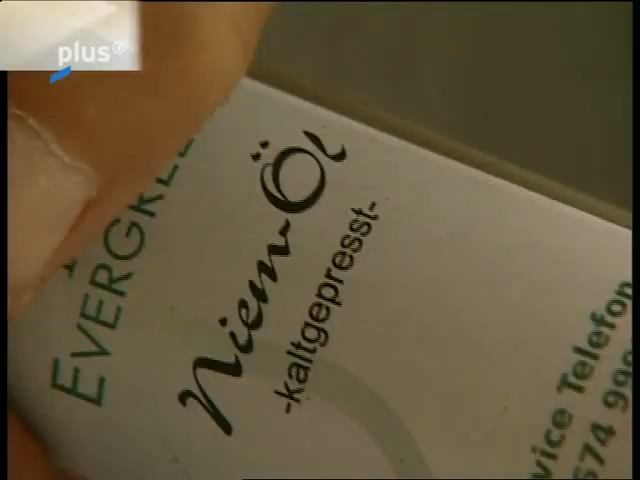 plus
EVERGRE
Niem-Öl
-kaltgepresst-
vice Telefon
674 99